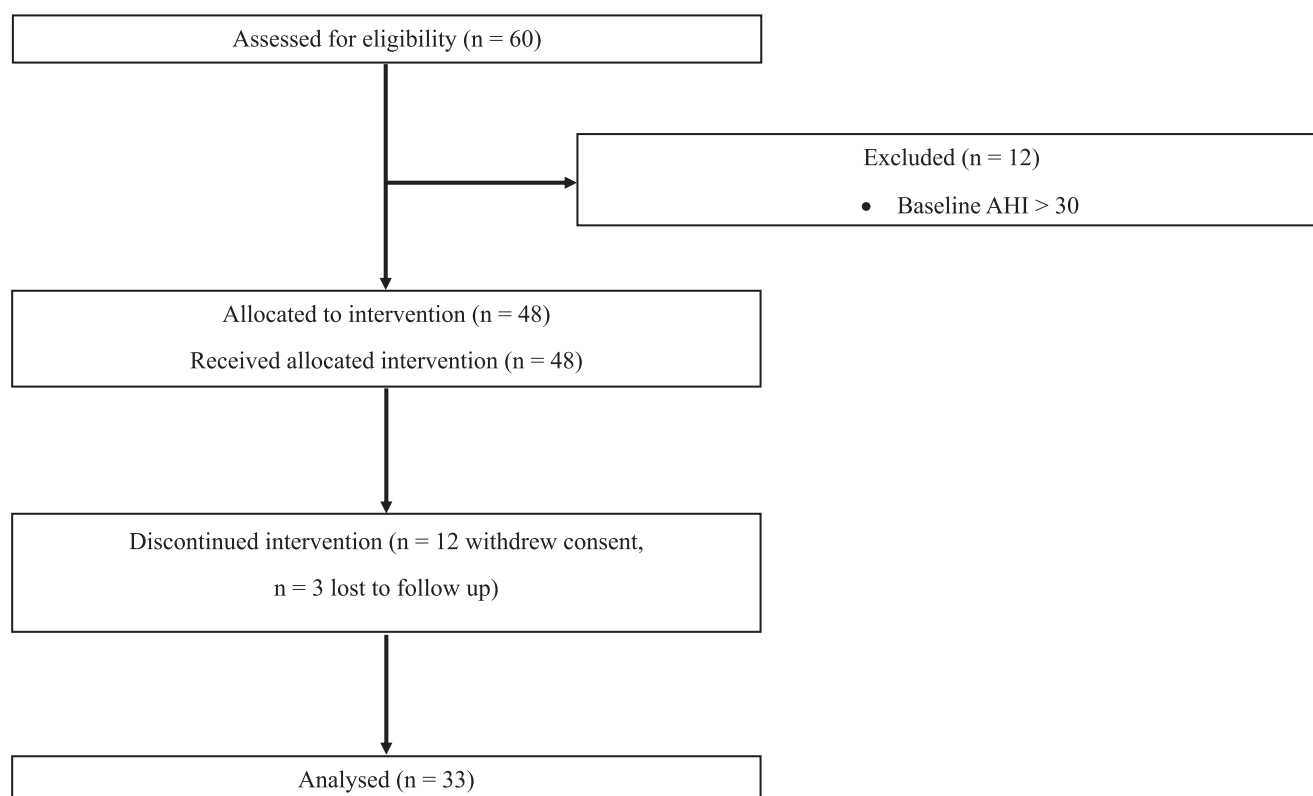 Assessed for eligibility (n = 60)
Excluded (n = 12)
• Baseline AHI > 30
Allocated to intervention (n = 48)
Received allocated intervention (n = 48)
Discontinued intervention (n = 12 withdrew consent,
n = 3 lost to follow up)
Analysed (n = 33)